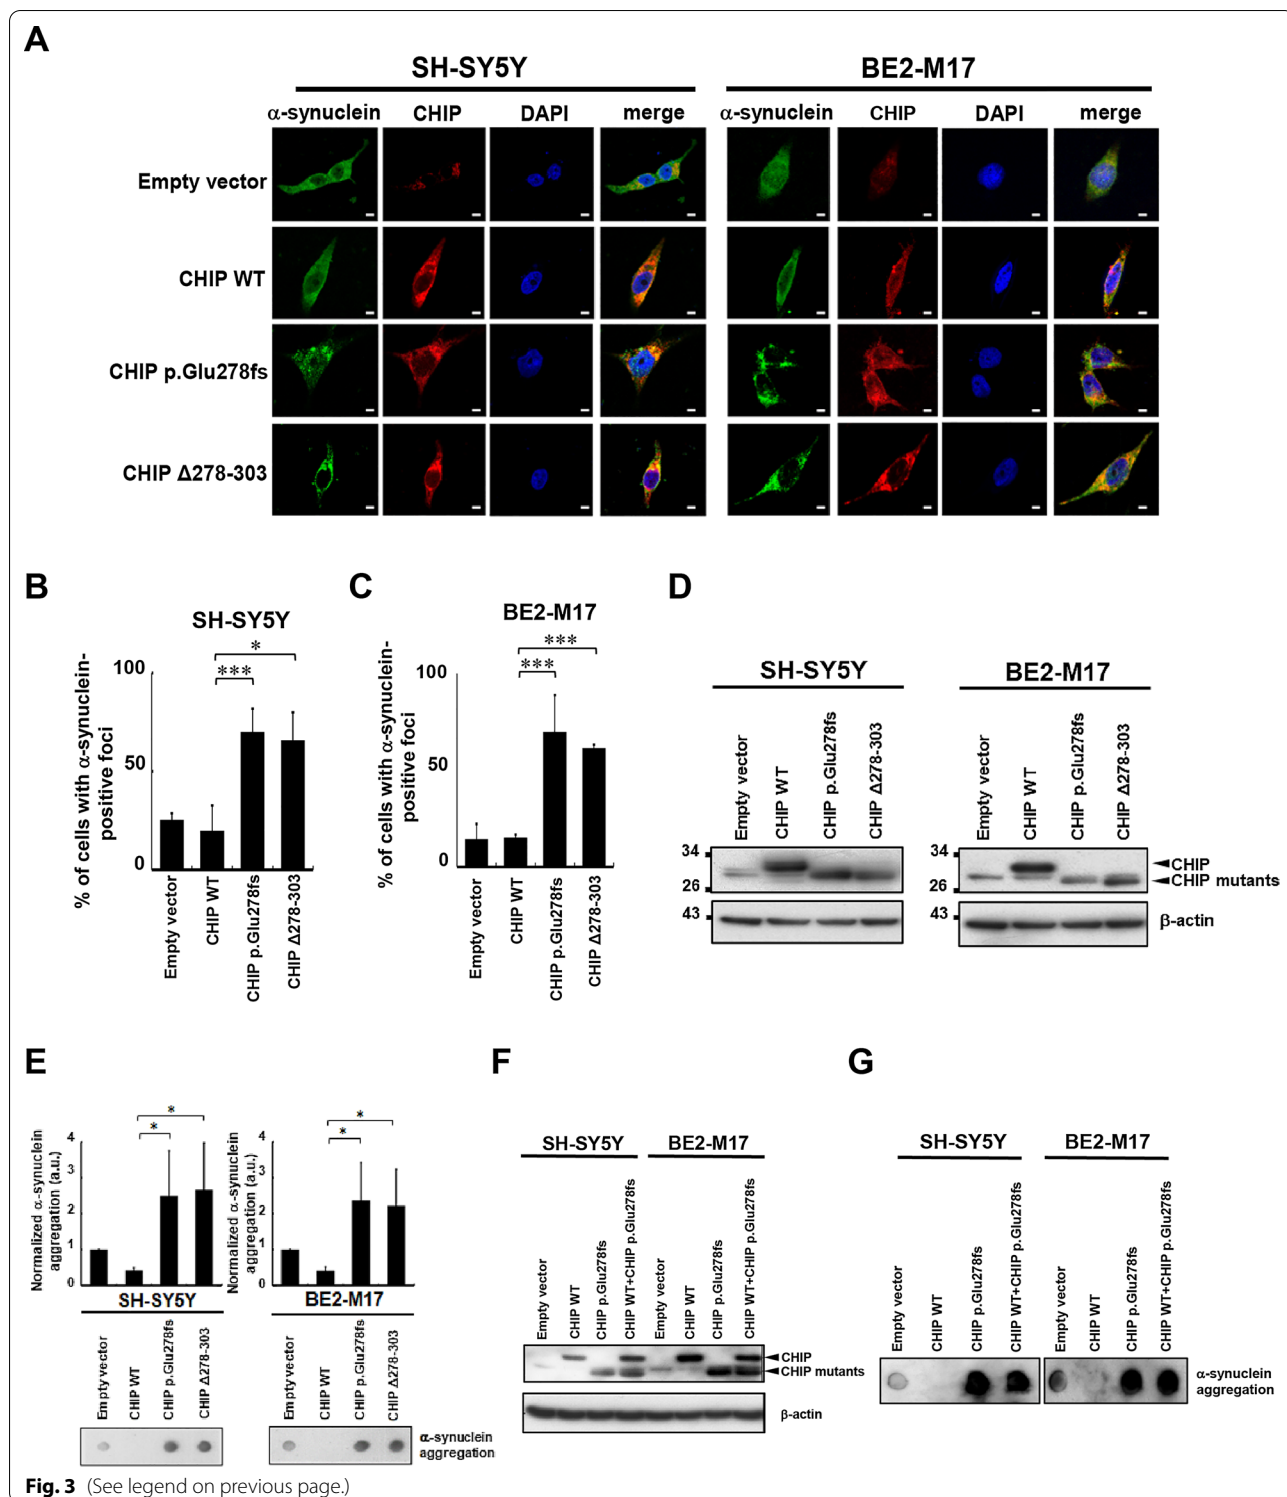 A
SH-SY5Y
BE2-M17
α-synuclein CHIP DAPI merge α-synuclein CHIP DAPI merge
Empty vector
CHIP WT
CHIP p.Glu278fs
CHIP Δ278-303
B
SH-SY5Y
% of cells with α-synuclein-
positive foci
100
50
0
*
***
Empty vector
CHIP WT
CHIP p.Glu278fs
CHIP Δ278-303
C
BE2-M17
% of cells with α-synuclein-
positive foci
100
50
0
***
***
Empty vector
CHIP WT
CHIP p.Glu278fs
CHIP Δ278-303
D
SH-SY5Y
BE2-M17
Empty vector
CHIP WT
CHIP p.Glu278fs
CHIP Δ278-303
Empty vector
CHIP WT
CHIP p.Glu278fs
CHIP Δ278-303
34
26
43
34
26
43
CHIP
CHIP mutants
β-actin
E
Normalized α-synuclein
aggregation (a.u.)
4
3
2
1
0
*
*
SH-SY5Y
Normalized α-synuclein
aggregation (a.u.)
4
3
2
1
0
*
*
BE2-M17
Empty vector
CHIP WT
CHIP p.Glu278fs
CHIP Δ278-303
Empty vector
CHIP WT
CHIP p.Glu278fs
CHIP Δ278-303
α-synuclein
aggregation
F
SH-SY5Y
BE2-M17
Empty vector
CHIP WT
CHIP p.Glu278fs
CHIP WT+CHIP p.Glu278fs
Empty vector
CHIP WT
CHIP p.Glu278fs
CHIP WT+CHIP p.Glu278fs
CHIP
CHIP mutants
β-actin
G
SH-SY5Y
BE2-M17
Empty vector
CHIP WT
CHIP p.Glu278fs
CHIP WT+CHIP p.Glu278fs
Empty vector
CHIP WT
CHIP p.Glu278fs
CHIP WT+CHIP p.Glu278fs
α-synuclein
aggregation
Fig. 3 (See legend on previous page.)